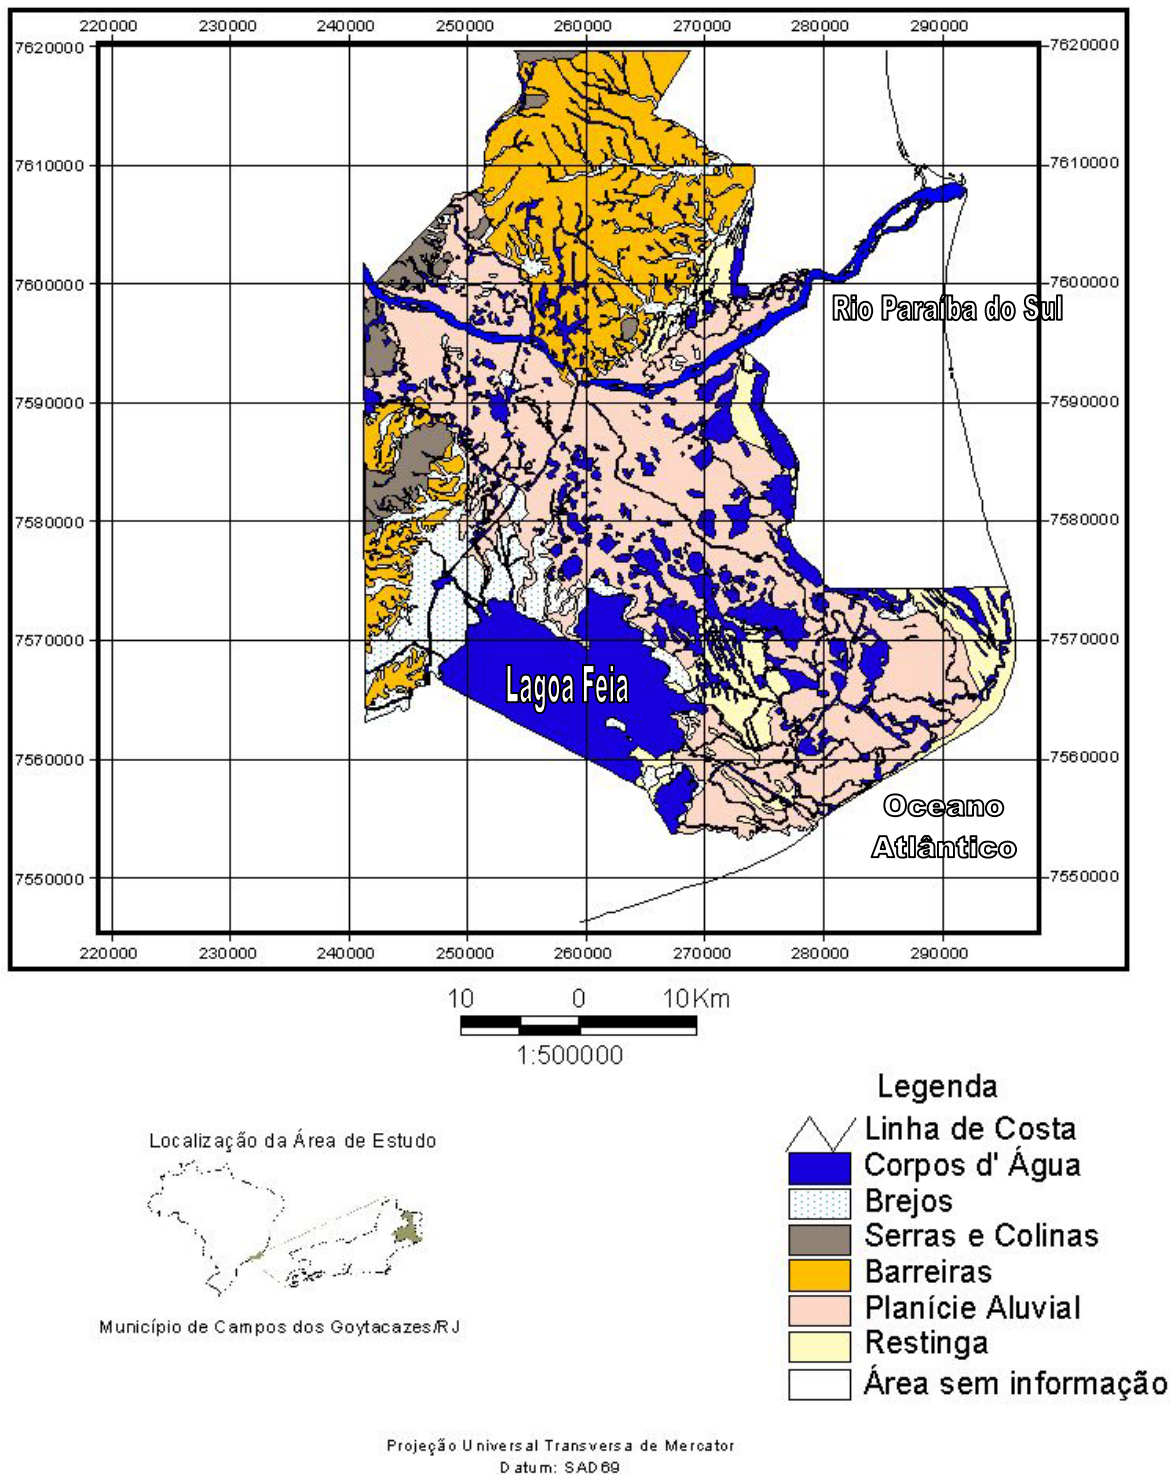 220000 230000 240000 250000 260000 270000 280000 290000
7620000 7620000
7610000 7610000
7600000 7600000
Rio Paraíba do Sul
7590000 7590000
7580000 7580000
7570000 7570000
Lagoa Feia
7560000 7560000
Oceano
Atlântico
7550000 7550000
220000 230000 240000 250000 260000 270000 280000 290000
10 0 10Km
1:500000
Legenda
Linha de Costa
Corpos d' Água
Brejos
Serras e Colinas
Barreiras
Planície Aluvial
Restinga
Área sem informação
Localização da Área de Estudo
Município de Campos dos Goytacazes/RJ
Projeção Universal Transversa de Mercator
Datum: SAD69